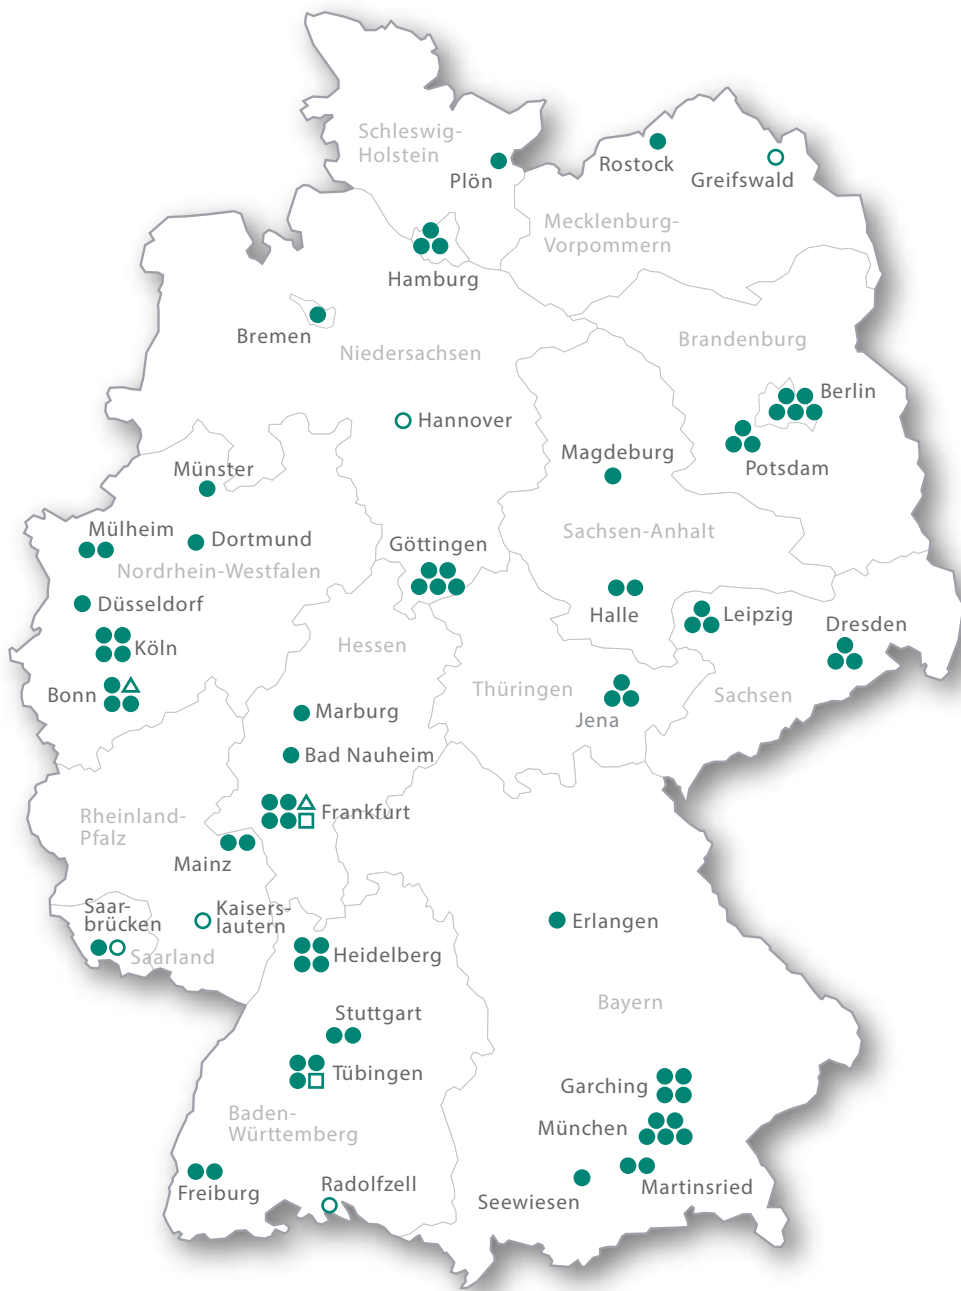 Schleswig-
Holstein
Plön
Rostock
Greifswald
Mecklenburg-
Vorpommern
Hamburg
Bremen
Niedersachsen
Brandenburg
Berlin
Hannover
Potsdam
Magdeburg
Münster
Mülheim
Dortmund
Göttingen
Sachsen-Anhalt
Nordrhein-Westfalen
Düsseldorf
Halle
Leipzig
Dresden
Köln
Hessen
Bonn
Thüringen
Sachsen
Jena
Marburg
Bad Nauheim
Rheinland-
Pfalz
Frankfurt
Mainz
Saar-
brücken
Kaisers-
lautern
Saarland
Erlangen
Heidelberg
Bayern
Stuttgart
Tübingen
Garching
Baden-
Württemberg
München
Freiburg
Radolfzell
Seewiesen
Martinsried